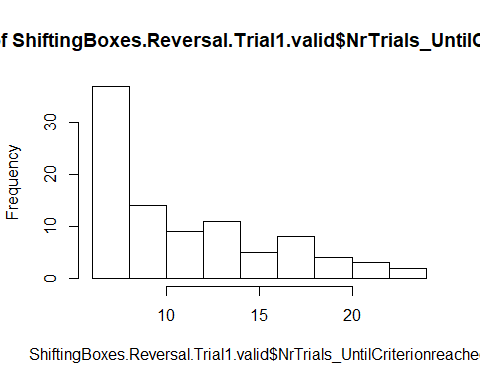 f ShiftingBoxes.Reversal.Trial1.valid$NrTrials_UntilC
Frequency
30
20
10
0
10 15 20
ShiftingBoxes.Reversal.Trial1.valid$NrTrials_UntilCriterionreache